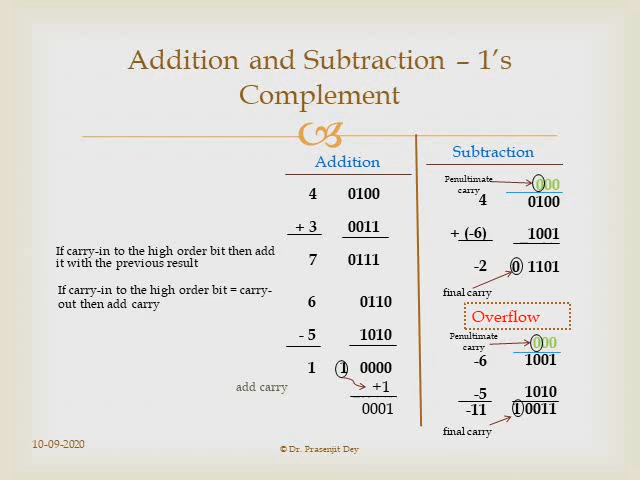 Addition and Subtraction – 1’s
Complement
Addition
4 0100
+ 3 0011
7 0111
If carry-in to the high order bit then add
it with the previous result
If carry-in to the high order bit = carry-
out then add carry
6 0110
- 5 1010
1 1 0000
add carry +1
0001
Subtraction
Penultimate
carry
000
4 0100
+ (-6) 1001
-2 0 1101
final carry
Overflow
Penultimate
carry
000
-6 1001
-5 1010
-11 1 0011
final carry
10-09-2020
© Dr. Prasenjit Dey